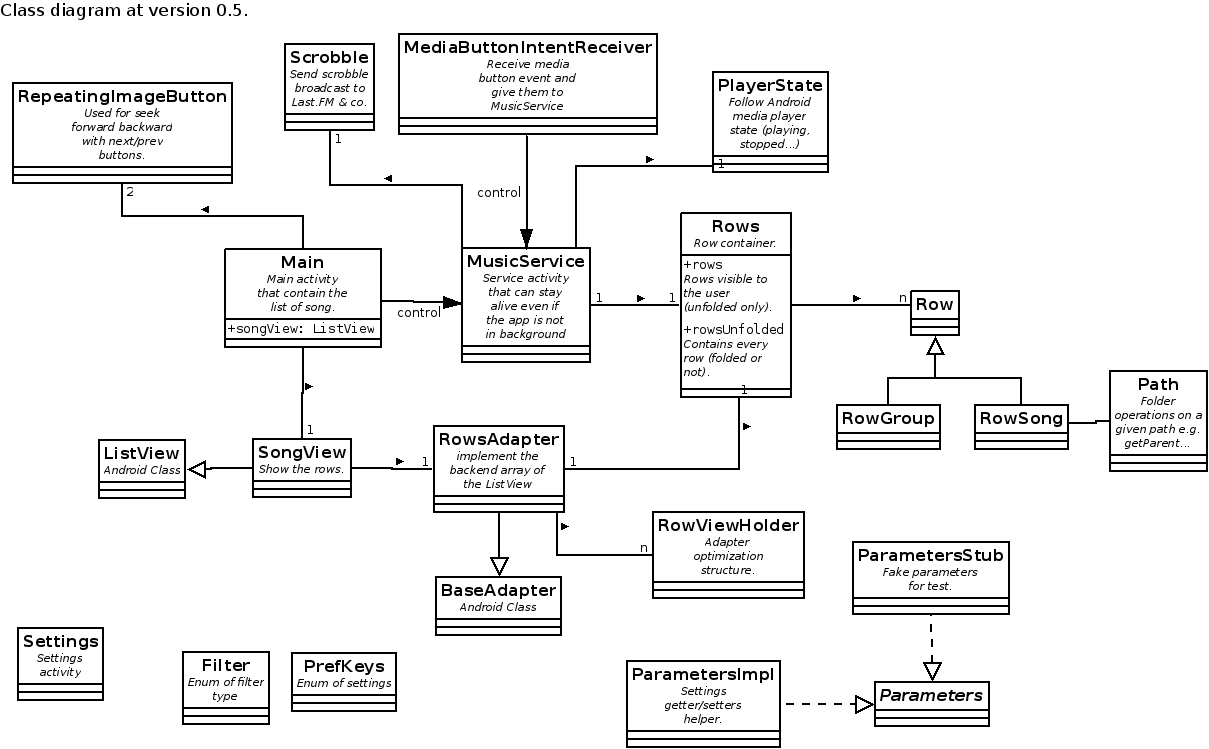 Class diagram at version 0.5.
Scrobble
Send scrobble
broadcast to
Last.FM & co.
1
MediaButtonIntentReceiver
Receive media
button event and
give them to
MusicService
control
PlayerState
Follow Android
media player
state (playing,
stopped...)
1
RepeatingImageButton
Used for seek
forward backward
with next/prev
buttons.
2
Main
Main activity
that contain the
list of song.
+songView: ListView
control
MusicService
Service activity
that can stay
alive even if
the app is not
in background
1
1
Rows
Row container.
+rows
Rows visible to
the user
(unfolded only).
+rowsUnfolded
Contains every
row (folded or
not).
1
n
Row
RowGroup
RowSong
Path
Folder
operations on a
given path e.g.
getParent...
1
ListView
Android Class
SongView
Show the rows.
1
RowsAdapter
implement the
backend array of
the ListView
1
n
RowViewHolder
Adapter
optimization
structure.
BaseAdapter
Android Class
ParametersStub
Fake parameters
for test.
Settings
Settings
activity
Filter
Enum of filter
type
PrefKeys
Enum of settings
ParametersImpl
Settings
getter/setters
helper.
Parameters